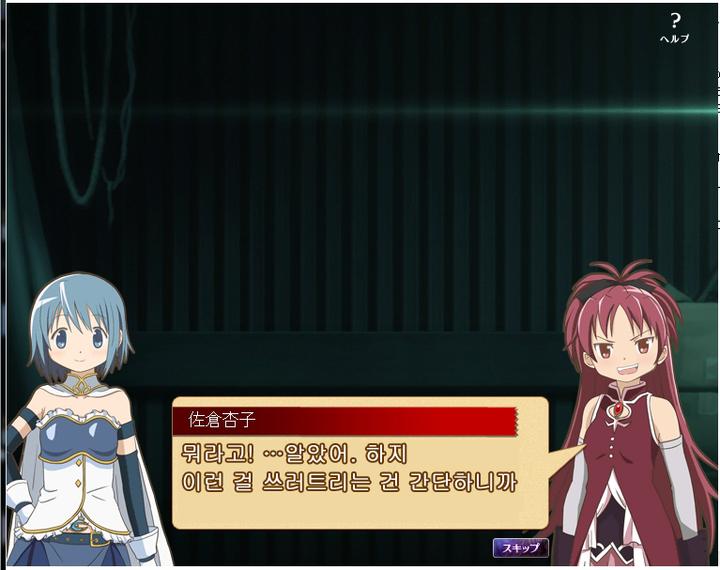 ?
ヘルプ
佐倉杏子
뭐라고! …알았어. 하지
이런 걸 쓰러트리는 건 간단하니까
スキップ